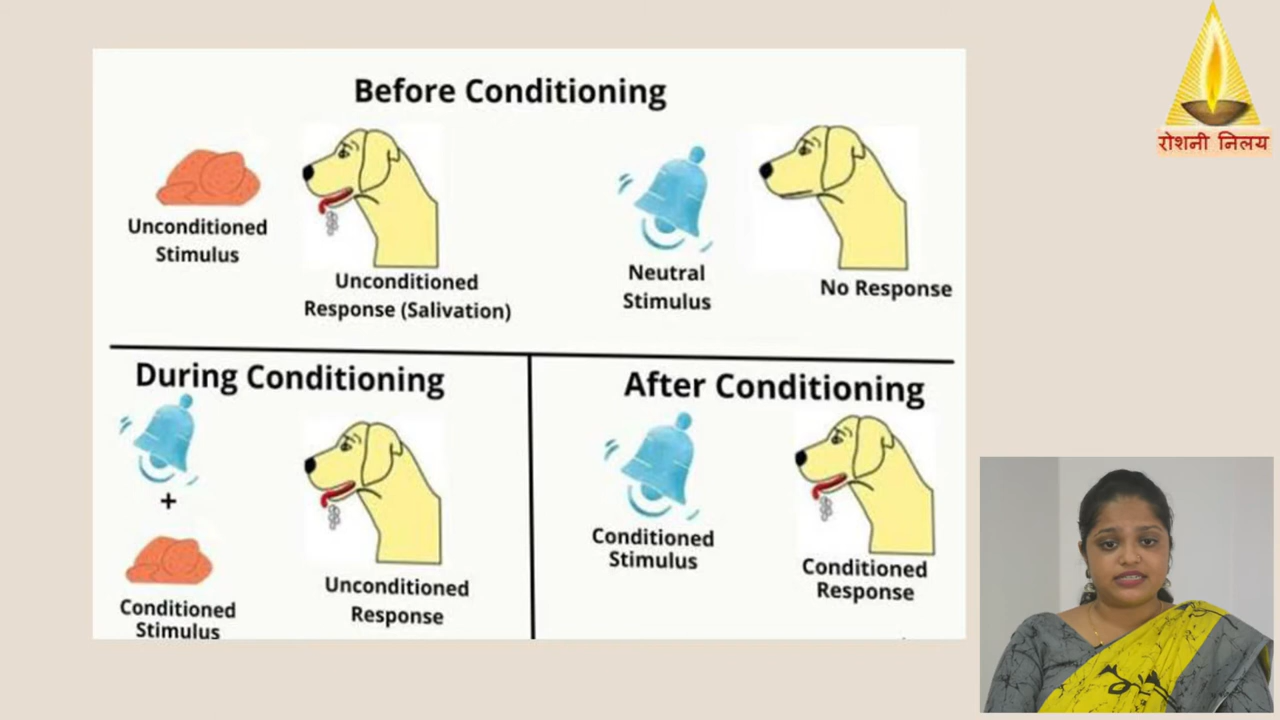 Before Conditioning
Unconditioned
Stimulus
Unconditioned
Response (Salivation)
Neutral
Stimulus
No Response
During Conditioning
+
Conditioned
Stimulus
Unconditioned
Response
After Conditioning
Conditioned
Stimulus
Conditioned
Response
रोशनी निलय